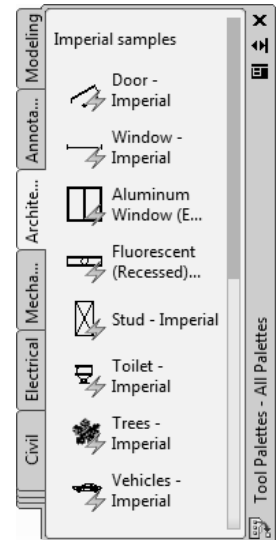 Modeling
Annota...
Archite...
Mecha...
Electrical
Civil
Imperial samples
Door -
Imperial
Window -
Imperial
Aluminum
Window (E...
Fluorescent
(Recessed)...
Stud - Imperial
Toilet -
Imperial
Trees -
Imperial
Vehicles -
Imperial
Tool Palettes - All Palettes